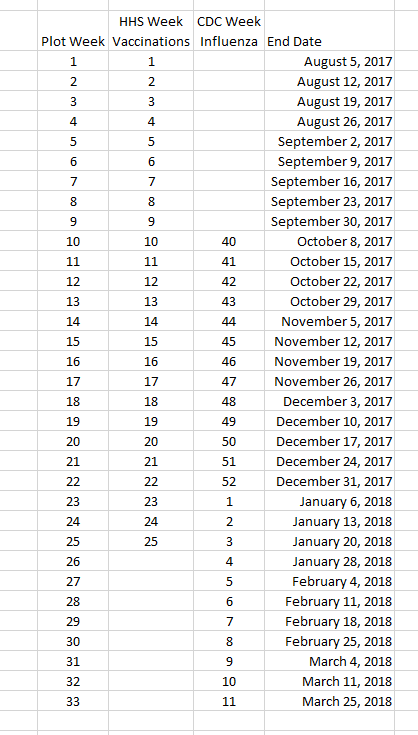 HHS Week CDC Week
Plot Week Vaccinations Influenza End Date
1 1 August 5, 2017
2 2 August 12, 2017
3 3 August 19, 2017
4 4 August 26, 2017
5 5 September 2, 2017
6 6 September 9, 2017
7 7 September 16, 2017
8 8 September 23, 2017
9 9 September 30, 2017
10 10 40 October 8, 2017
11 11 41 October 15, 2017
12 12 42 October 22, 2017
13 13 43 October 29, 2017
14 14 44 November 5, 2017
15 15 45 November 12, 2017
16 16 46 November 19, 2017
17 17 47 November 26, 2017
18 18 48 December 3, 2017
19 19 49 December 10, 2017
20 20 50 December 17, 2017
21 21 51 December 24, 2017
22 22 52 December 31, 2017
23 23 1 January 6, 2018
24 24 2 January 13, 2018
25 25 3 January 20, 2018
26 4 January 28, 2018
27 5 February 4, 2018
28 6 February 11, 2018
29 7 February 18, 2018
30 8 February 25, 2018
31 9 March 4, 2018
32 10 March 11, 2018
33 11 March 25, 2018